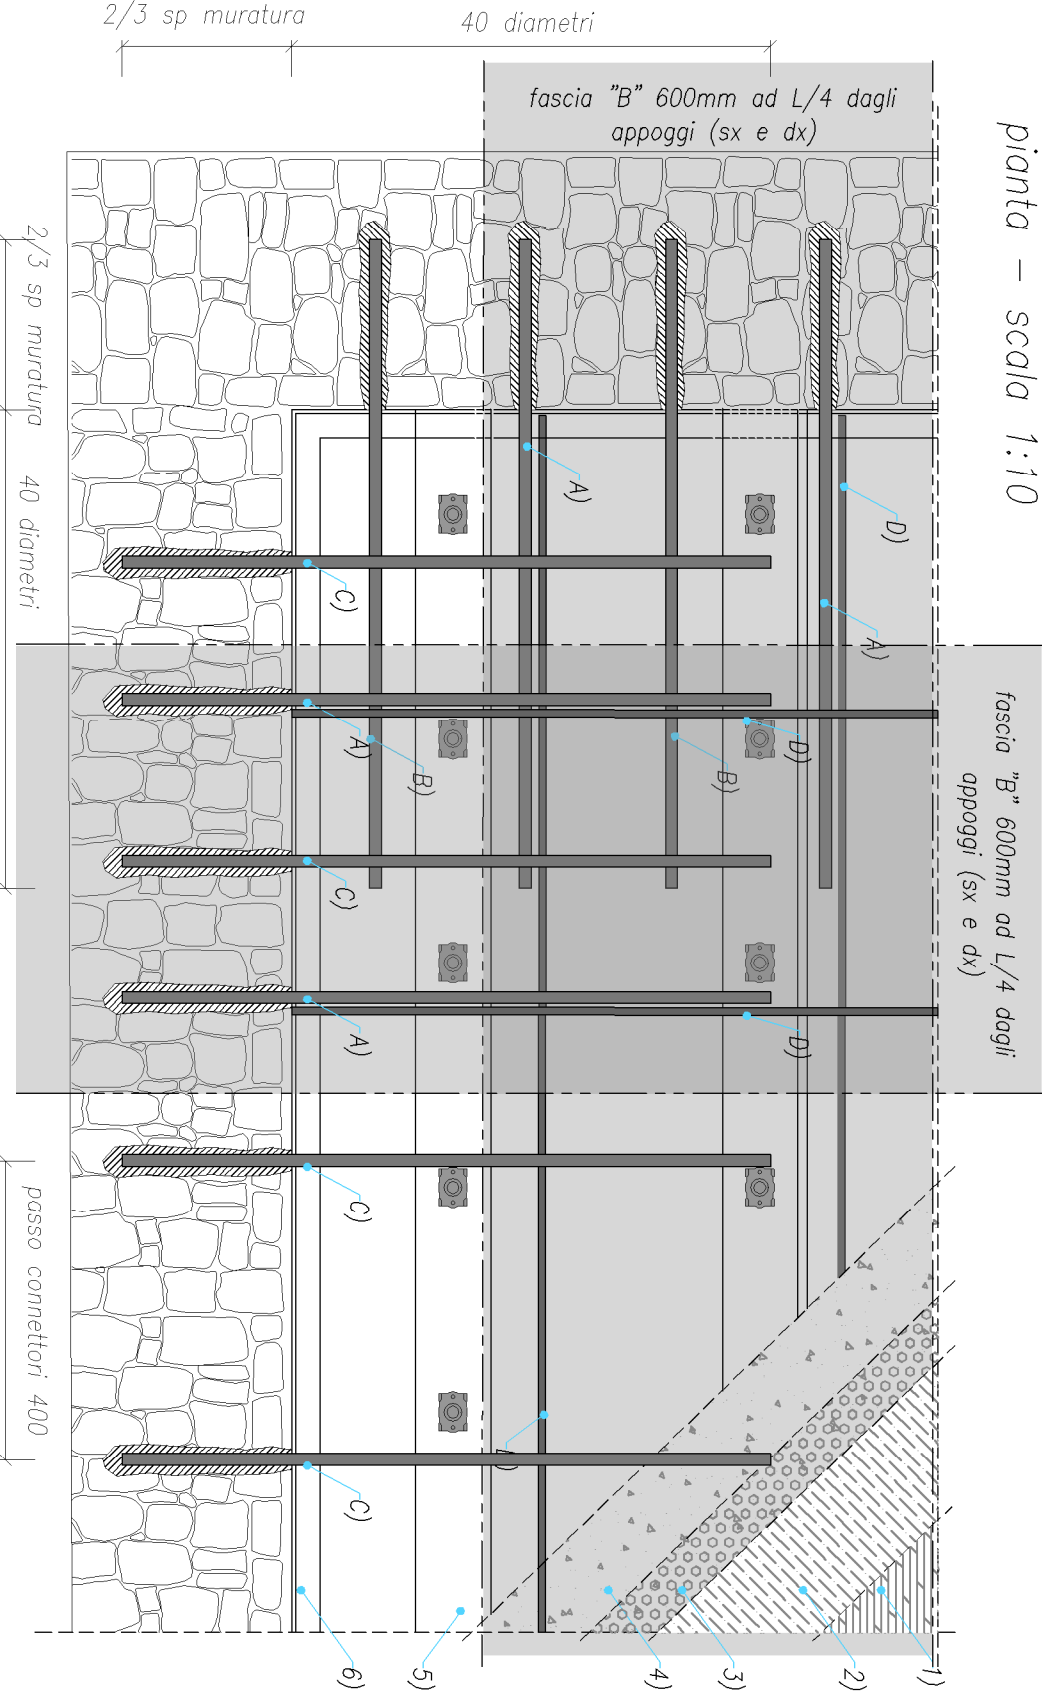 2/3 sp muratura
40 diametri
pianta - scala 1:10
fascia "B" 600mm ad L/4 dagli
appoggi (sx e dx)
fascia "B" 600mm ad L/4 dagli
appoggi (sx e dx)
2/3 sp muratura
40 diametri
passo connettori 400
A)
D)
A)
C)
A)
B)
B)
D)
C)
A)
D)
C)
C)
1)
2)
3)
4)
5)
6)